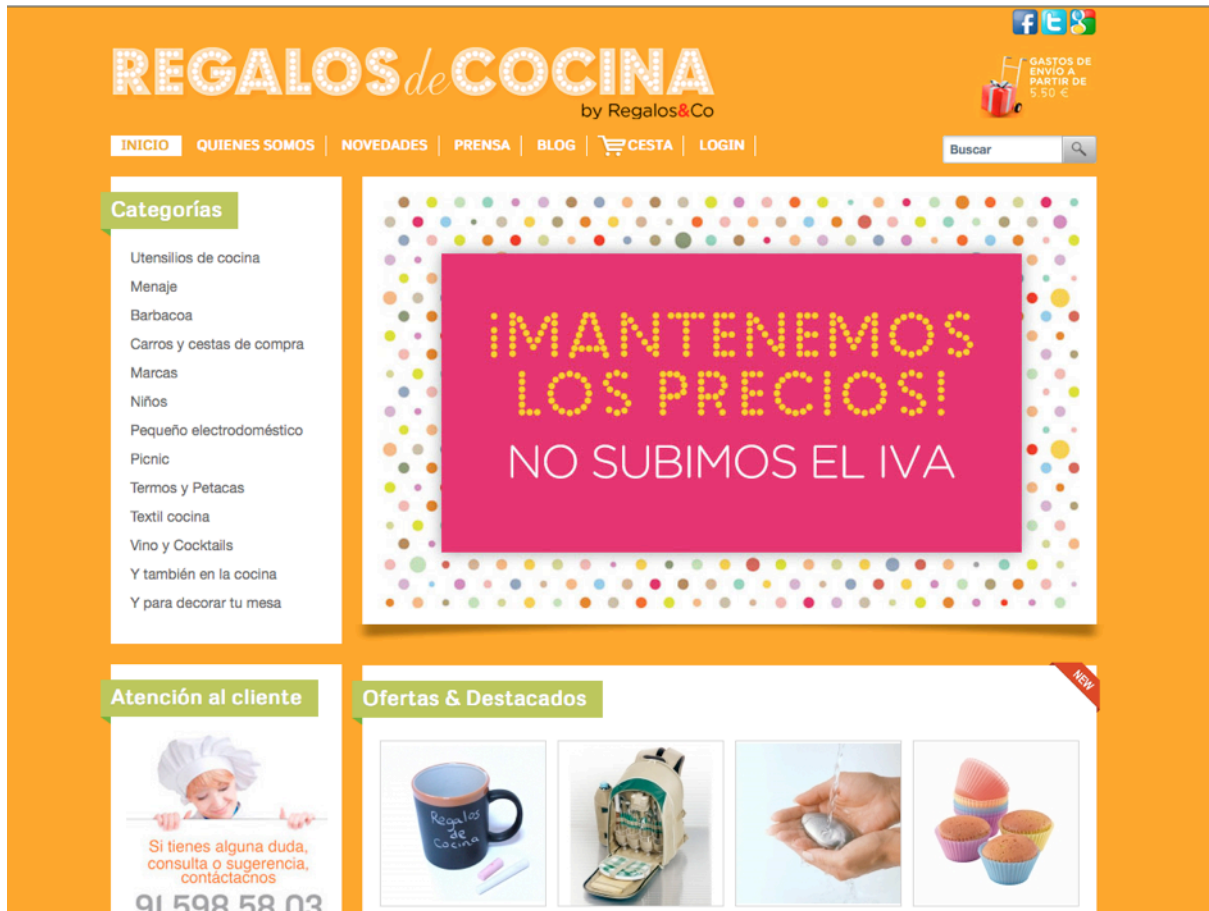 REGALOS de COCINA
by Regalos&Co
GASTOS DE
ENVÍO A
PARTIR DE
5.50 €
INICIO QUIENES SOMOS NOVEDADES PRENSA BLOG CESTA LOGIN
Buscar
Categorías
Utensilios de cocina
Menaje
Barbacoa
Carros y cestas de compra
Marcas
Niños
Pequeño electrodoméstico
Picnic
Termos y Petacas
Textil cocina
Vino y Cocktails
Y también en la cocina
Y para decorar tu mesa
¡MANTENEMOS
LOS PRECIOS!
NO SUBIMOS EL IVA
Atención al cliente
Si tienes alguna duda,
consulta o sugerencia,
contáctacnos
91 598 58 03
Ofertas & Destacados
NEW
Regalos
de
Cocina